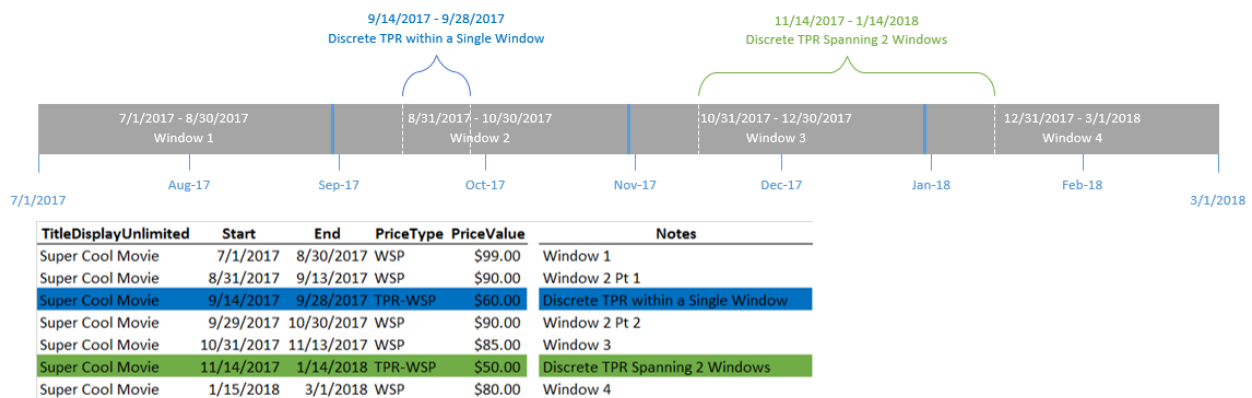 9/14/2017 - 9/28/2017
Discrete TPR within a Single Window
11/14/2017 - 1/14/2018
Discrete TPR Spanning 2 Windows
7/1/2017 - 8/30/2017
Window 1
8/31/2017 - 10/30/2017
Window 2
10/31/2017 - 12/30/2017
Window 3
12/31/2017 - 3/1/2018
Window 4
Aug-17 Sep-17 Oct-17 Nov-17 Dec-17 Jan-18 Feb-18
7/1/2017 3/1/2018
TitleDisplayUnlimited Start End PriceType PriceValue Notes
Super Cool Movie 7/1/2017 8/30/2017 WSP $99.00 Window 1
Super Cool Movie 8/31/2017 9/13/2017 WSP $90.00 Window 2 Pt 1
Super Cool Movie 9/14/2017 9/28/2017 TPR-WSP $60.00 Discrete TPR within a Single Window
Super Cool Movie 9/29/2017 10/30/2017 WSP $90.00 Window 2 Pt 2
Super Cool Movie 10/31/2017 11/13/2017 WSP $85.00 Window 3
Super Cool Movie 11/14/2017 1/14/2018 TPR-WSP $50.00 Discrete TPR Spanning 2 Windows
Super Cool Movie 1/15/2018 3/1/2018 WSP $80.00 Window 4